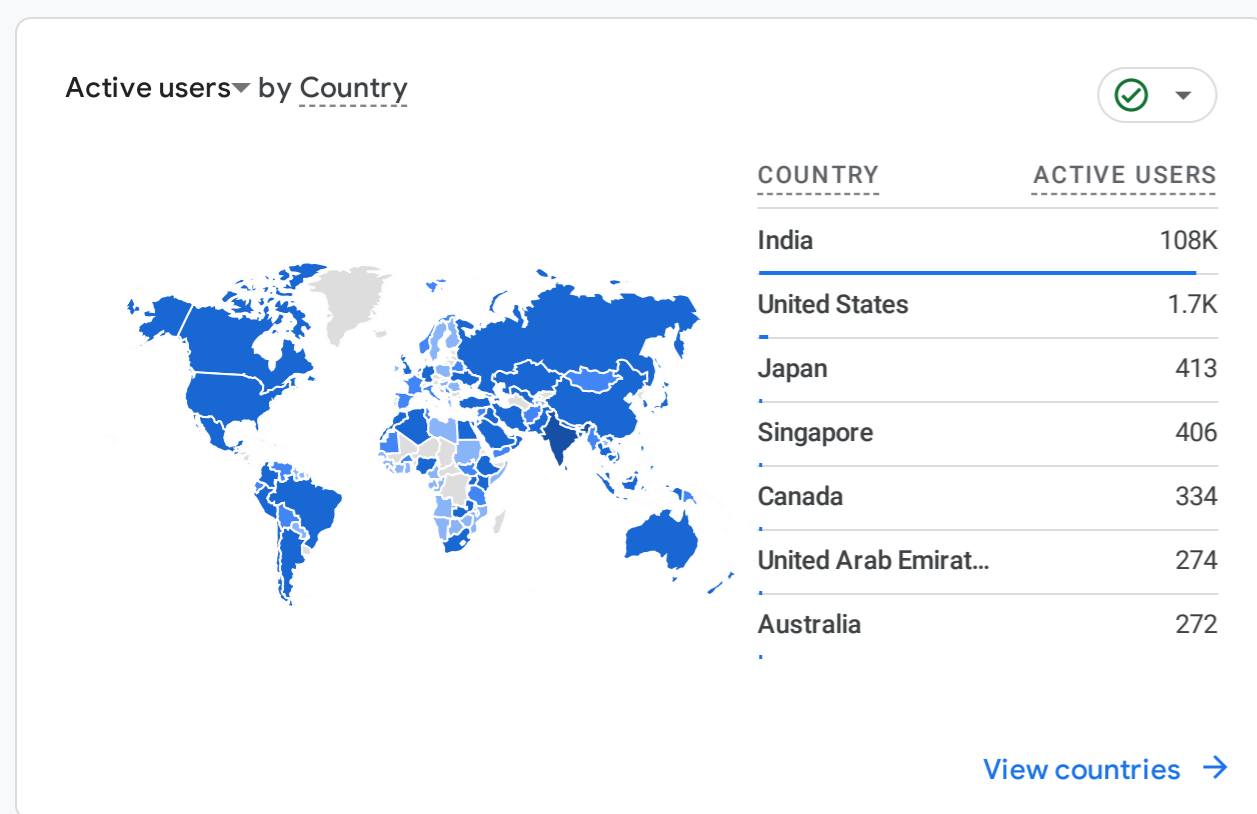 Active users by Country
COUNTRY ACTIVE USERS
India 108K
United States 1.7K
Japan 413
Singapore 406
Canada 334
United Arab Emirat... 274
Australia 272
View countries